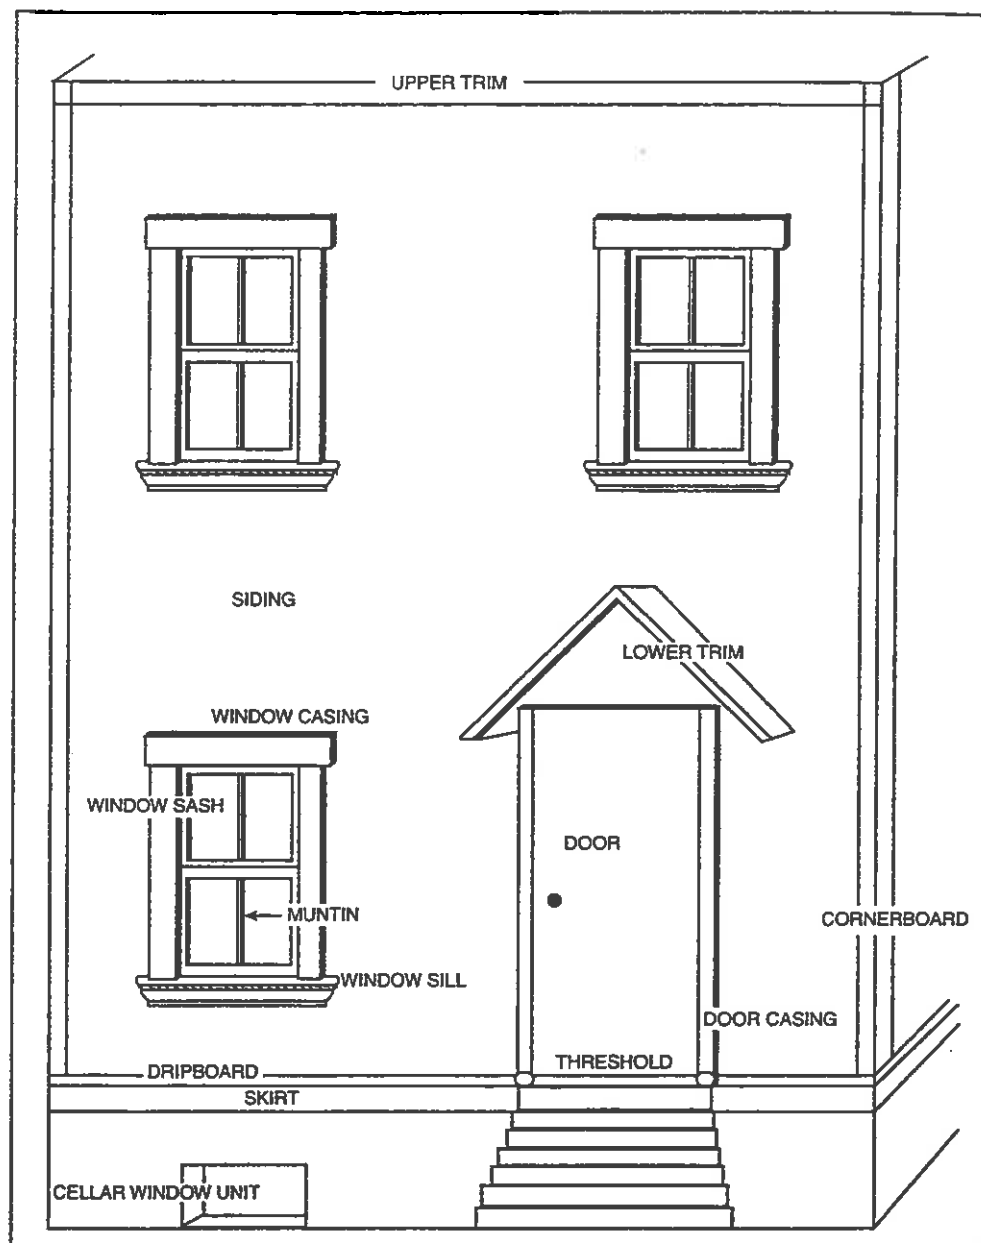 UPPER TRIM
SIDING
LOWER TRIM
WINDOW CASING
WINDOW SASH
DOOR
MUNTIN
CORNERBOARD
WINDOW SILL
DOOR CASING
THRESHOLD
DRIPBOARD
SKIRT
CELLAR WINDOW UNIT